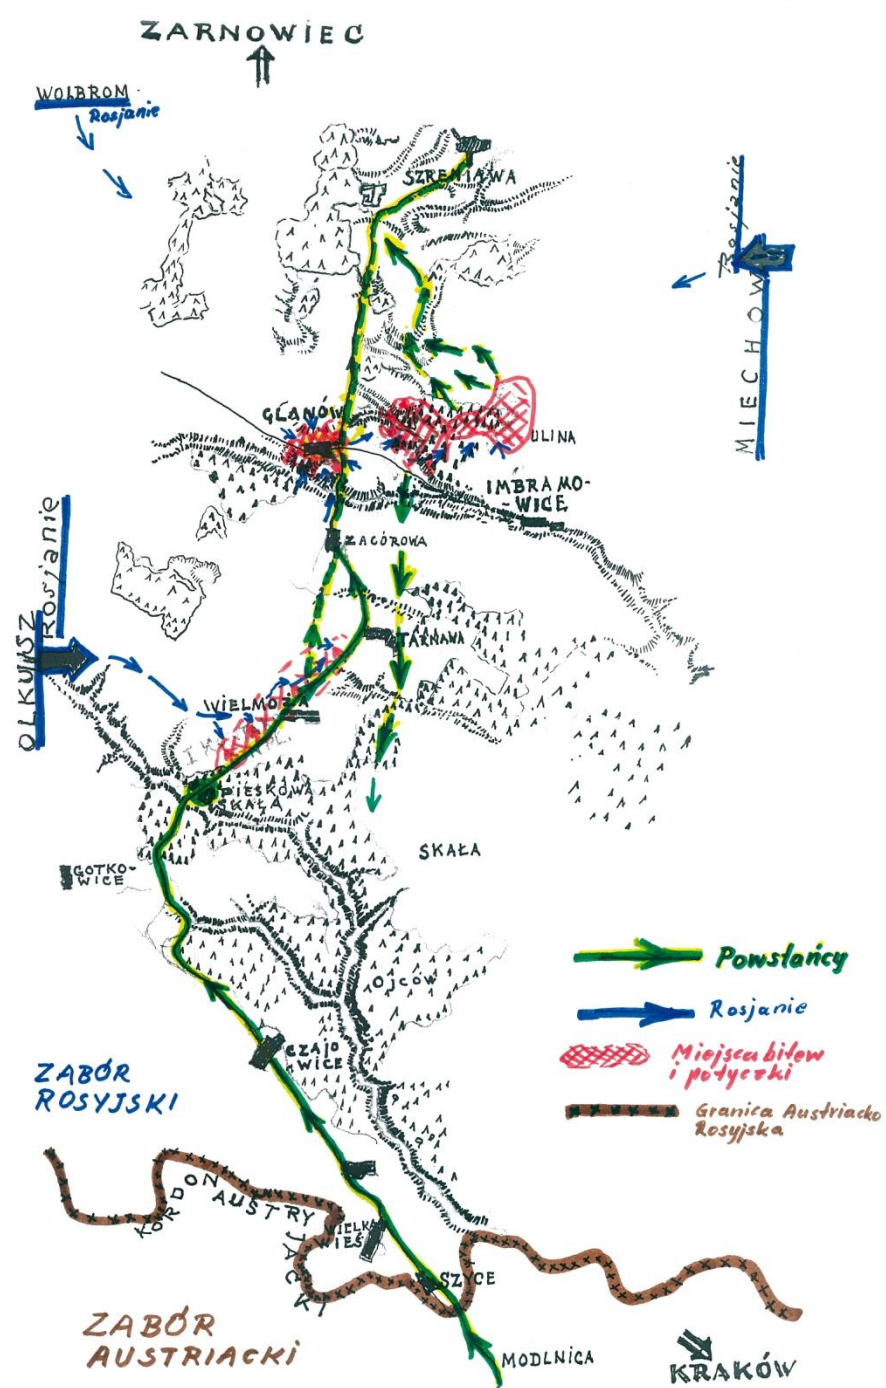 ŻARNOWIEC
WOLBROM
Rosjanie
SZRENIAWA
Rosjanie
MIECHOW
GLANÓW
ULINA
IMBRAMO-
WICE
ZAGÓROWA
Rosjanie
OLKUSZ
TARNAWA
WIELMOŻA
PIESKOWA
SKAŁA
SKAŁA
GOTKO-
WICE
OJCÓW
CZAJO
WICE
Powstańcy
Rosjanie
Miejsca bitew
i potyczki
Granica Austriacko
Rosyjska
ZABÓR
ROSYJSKI
KORDON AUSTRYJACKI
WIELKA
WIEŚ
SZYCE
ZABÓR
AUSTRIACKI
MODLNICA
KRAKÓW